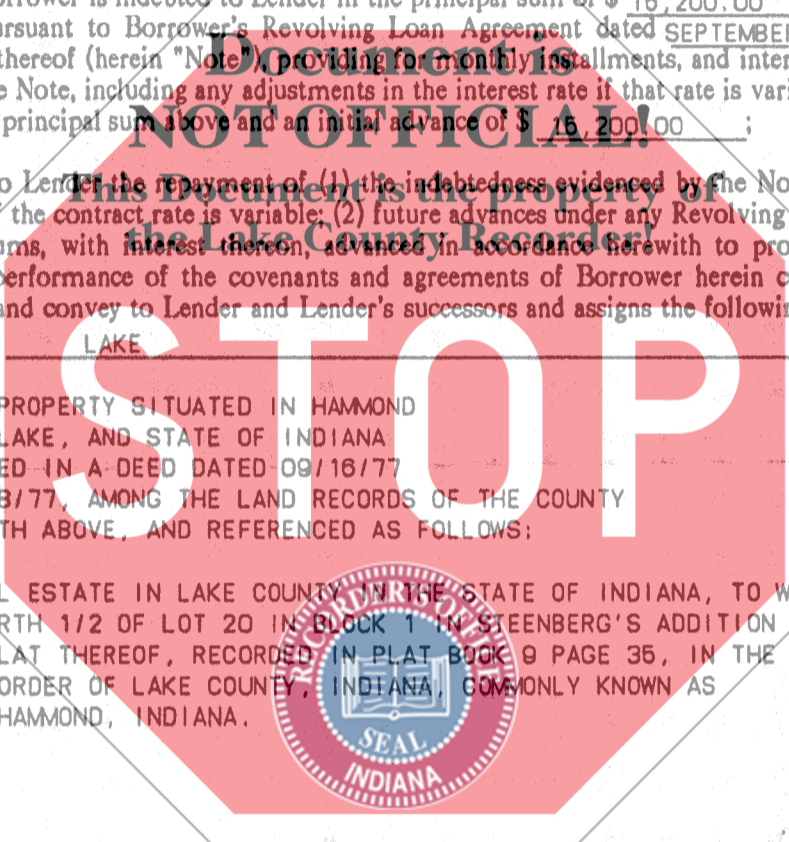 orrower is indebted to Lender in the principal sum of $ 16,200.00
rsuant to Borrower's Revolving Loan Agreement dated SEPTEMBER
thereof (herein "Note"), providing for monthly installments, and inter
Document is
e Note, including any adjustments in the interest rate if that rate is vari
principal sum above and an initial advance of $ 16,200.00 ;
NOT OFFICIAL!
o Lender the repayment of (1) the indebtedness evidenced by the No
This Document is the property of
the contract rate is variable; (2) future advances under any Revolving
ums, with interest thereon, advanced in accordance herewith to pro
the Lake County Recorder!
erformance of the covenants and agreements of Borrower herein c
and convey to Lender and Lender's successors and assigns the followin
LAKE
STOP
PROPERTY SITUATED IN HAMMOND
LAKE, AND STATE OF INDIANA
ED IN A DEED DATED 09/16/77
3/77, AMONG THE LAND RECORDS OF THE COUNTY
TH ABOVE, AND REFERENCED AS FOLLOWS:
L ESTATE IN LAKE COUNTY IN THE STATE OF INDIANA, TO W
RTH 1/2 OF LOT 20 IN BLOCK 1 IN STEENBERG'S ADDITION
LAT THEREOF, RECORDED IN PLAT BOOK 9 PAGE 35, IN THE
ORDER OF LAKE COUNTY, INDIANA, COMMONLY KNOWN AS
HAMMOND, INDIANA.
RECORDER'S OFFICE
SEAL
INDIANA